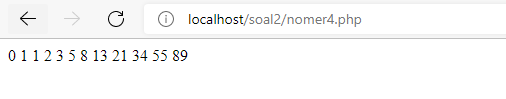 localhost/soal2/nomer4.php
0 1 1 2 3 5 8 13 21 34 55 89